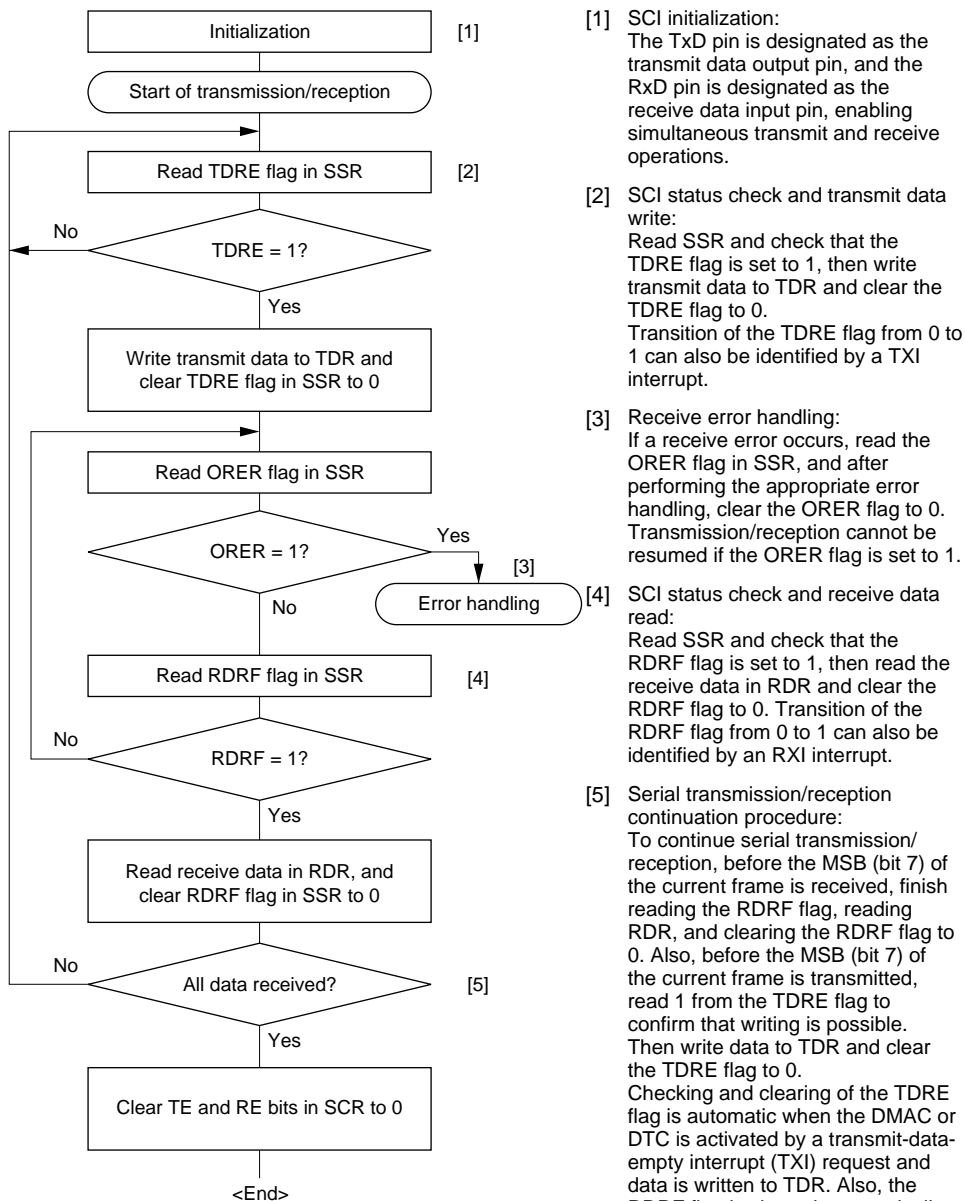 Initialization
[1]
Start of transmission/reception
Read TDRE flag in SSR
[2]
No
TDRE = 1?
Yes
Write transmit data to TDR and
clear TDRE flag in SSR to 0
Read ORER flag in SSR
ORER = 1?
Yes
[3]
No
Error handling
Read RDRF flag in SSR
[4]
No
RDRF = 1?
Yes
Read receive data in RDR, and
clear RDRF flag in SSR to 0
No
All data received?
[5]
Yes
Clear TE and RE bits in SCR to 0
<End>
[1] SCI initialization:
The TxD pin is designated as the
transmit data output pin, and the
RxD pin is designated as the
receive data input pin, enabling
simultaneous transmit and receive
operations.
[2] SCI status check and transmit data
write:
Read SSR and check that the
TDRE flag is set to 1, then write
transmit data to TDR and clear the
TDRE flag to 0.
Transition of the TDRE flag from 0 to
1 can also be identified by a TXI
interrupt.
[3] Receive error handling:
If a receive error occurs, read the
ORER flag in SSR, and after
performing the appropriate error
handling, clear the ORER flag to 0.
Transmission/reception cannot be
resumed if the ORER flag is set to 1.
[4] SCI status check and receive data
read:
Read SSR and check that the
RDRF flag is set to 1, then read the
receive data in RDR and clear the
RDRF flag to 0. Transition of the
RDRF flag from 0 to 1 can also be
identified by an RXI interrupt.
[5] Serial transmission/reception
continuation procedure:
To continue serial transmission/
reception, before the MSB (bit 7) of
the current frame is received, finish
reading the RDRF flag, reading
RDR, and clearing the RDRF flag to
0. Also, before the MSB (bit 7) of
the current frame is transmitted,
read 1 from the TDRE flag to
confirm that writing is possible.
Then write data to TDR and clear
the TDRE flag to 0.
Checking and clearing of the TDRE
flag is automatic when the DMAC or
DTC is activated by a transmit-data-
empty interrupt (TXI) request and
data is written to TDR. Also, the